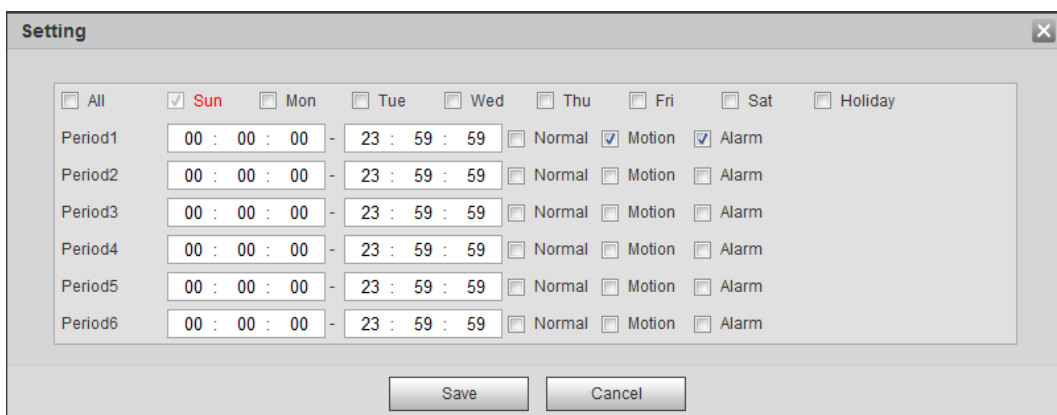 Setting
All Sun Mon Tue Wed Thu Fri Sat Holiday
Period1 00 : 00 : 00 - 23 : 59 : 59 Normal Motion Alarm
Period2 00 : 00 : 00 - 23 : 59 : 59 Normal Motion Alarm
Period3 00 : 00 : 00 - 23 : 59 : 59 Normal Motion Alarm
Period4 00 : 00 : 00 - 23 : 59 : 59 Normal Motion Alarm
Period5 00 : 00 : 00 - 23 : 59 : 59 Normal Motion Alarm
Period6 00 : 00 : 00 - 23 : 59 : 59 Normal Motion Alarm
Save Cancel